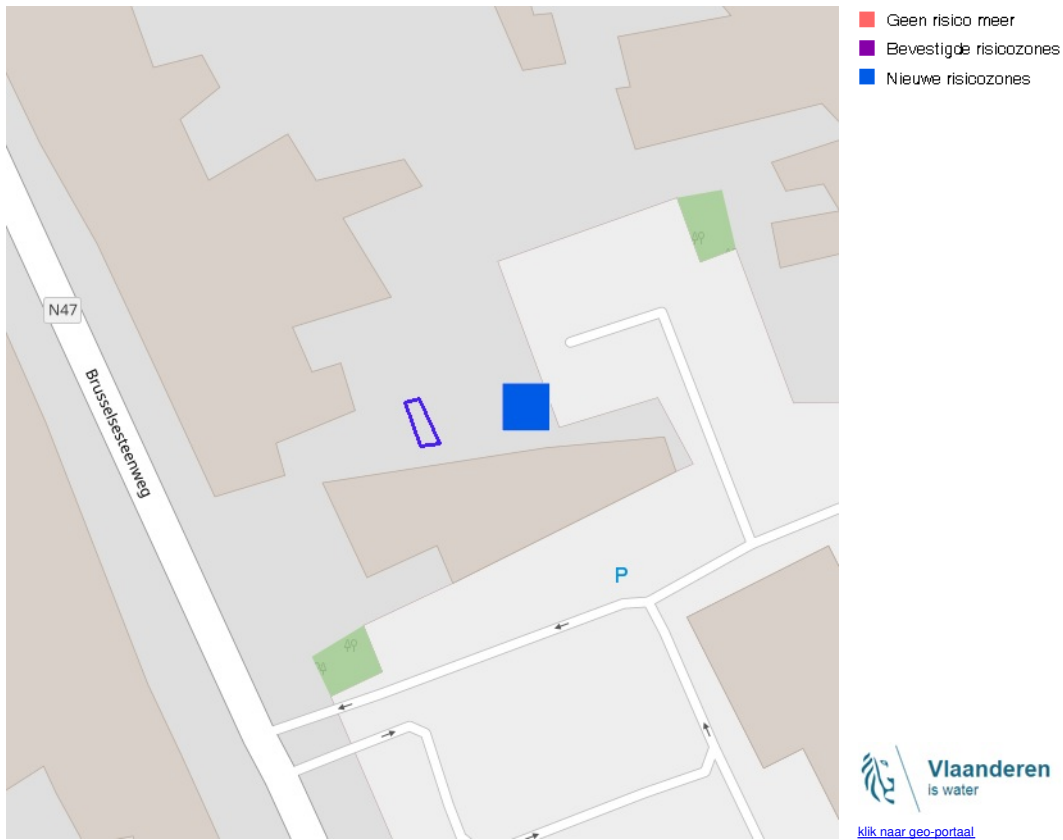 Geen risico meer
Bevestigde risicozones
Nieuwe risicozones
N47
Brusselsesteenweg
P
Vlaanderen
is water
klik naar geo-portaal